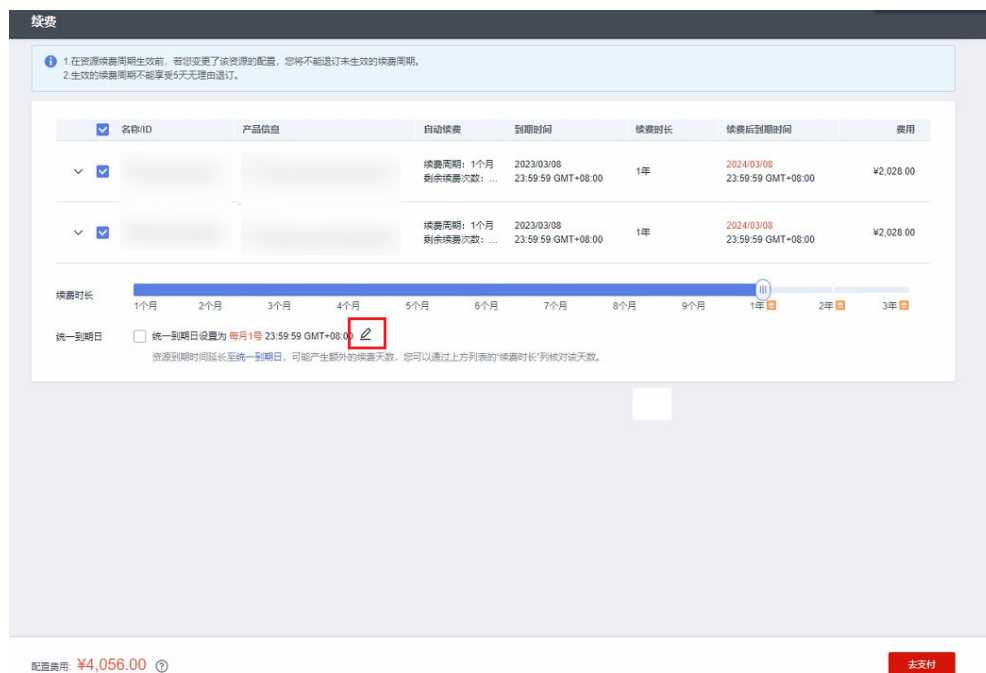 续费
1.在资源续费周期生效前，若您变更了该资源的配置，您将不能退订未生效的续费周期。
2.生效的续费周期不能享受5天无理由退订。
名称/ID 产品信息 自动续费 到期时间 续费时长 续费后到期时间 费用
续费周期：1个月 2023/03/08 1年 2024/03/08 ¥2,028.00
剩余续费次数：... 23:59:59 GMT+08:00 23:59:59 GMT+08:00
续费周期：1个月 2023/03/08 1年 2024/03/08 ¥2,028.00
剩余续费次数：... 23:59:59 GMT+08:00 23:59:59 GMT+08:00
续费时长
1个月 2个月 3个月 4个月 5个月 6个月 7个月 8个月 9个月 1年 2年 3年
统一到期日 统一到期日设置为 每月1号 23:59:59 GMT+08:00
资源到期时间延长至统一到期日，可能产生额外的续费天数，您可以通过上方列表的“续费时长”列核对该天数。
配置费用: ¥4,056.00
去支付